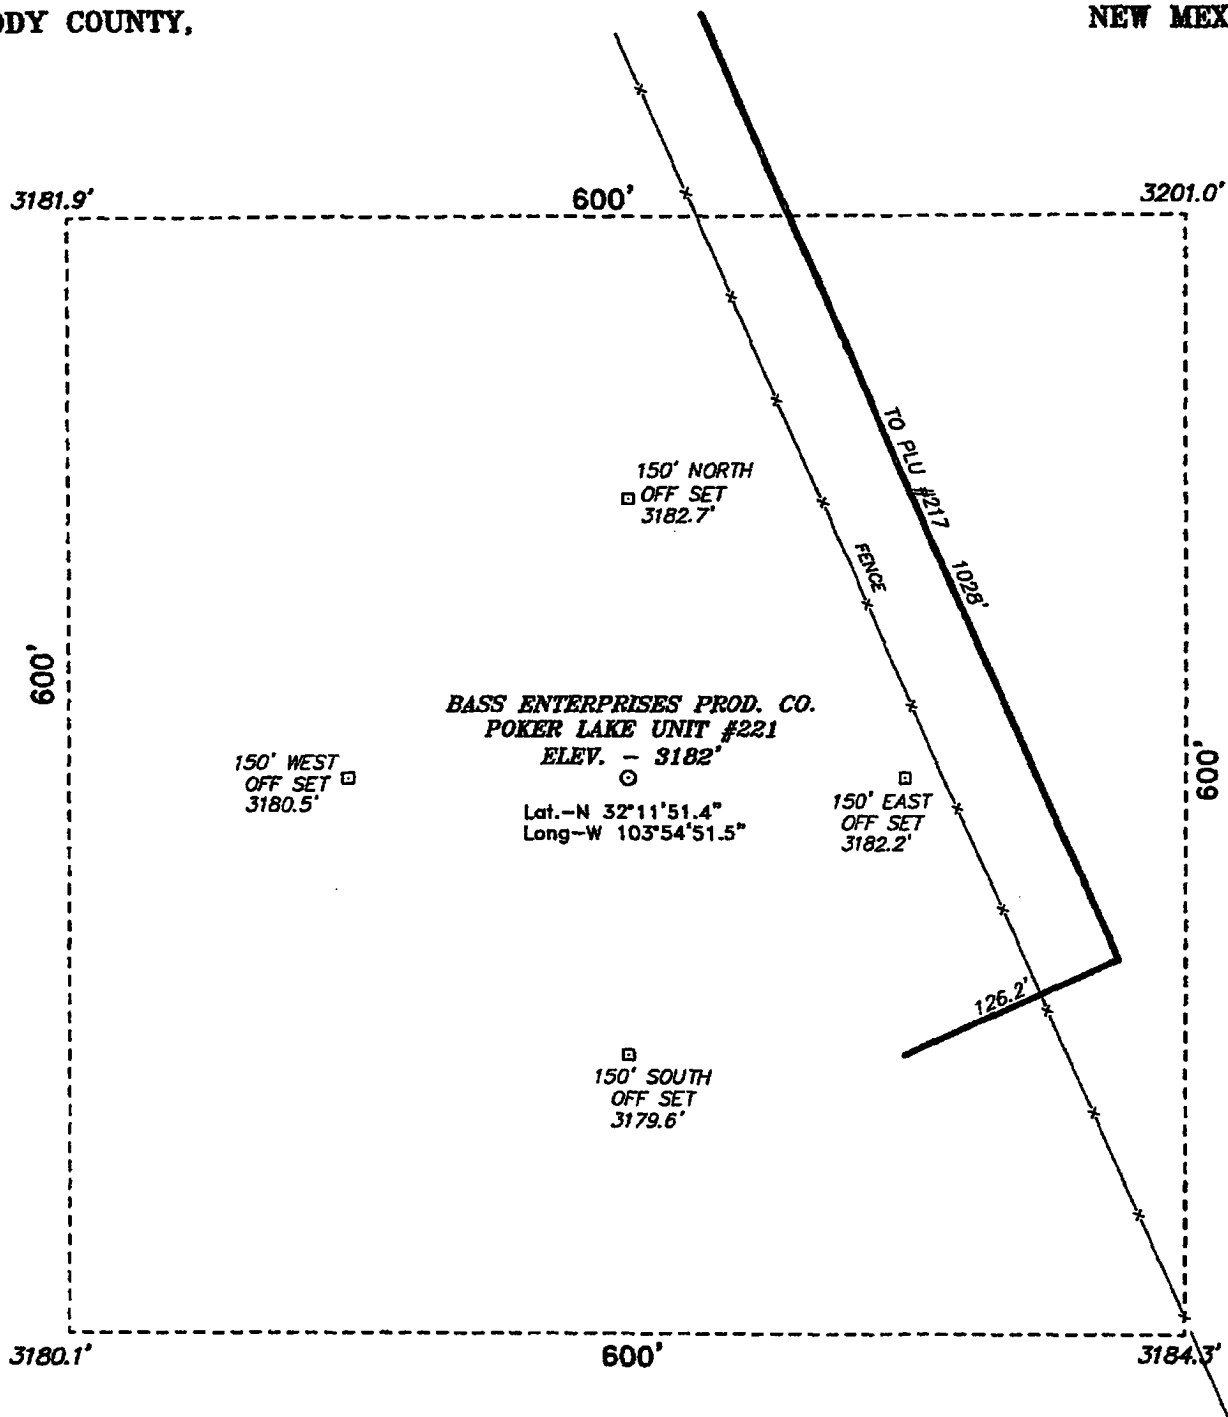 DDY COUNTY,
NEW MEX
3181.9'
600'
3201.0'
150' NORTH
OFF SET
3182.7'
TO PLU #217 1028'
FENCE
600'
BASS ENTERPRISES PROD. CO.
POKER LAKE UNIT #221
ELEV. - 3182'
150' WEST
OFF SET
3180.5'
Lat.-N 32°11'51.4"
Long-W 103°54'51.5"
150' EAST
OFF SET
3182.2'
600'
126.2'
150' SOUTH
OFF SET
3179.6'
3180.1'
600'
3184.3'